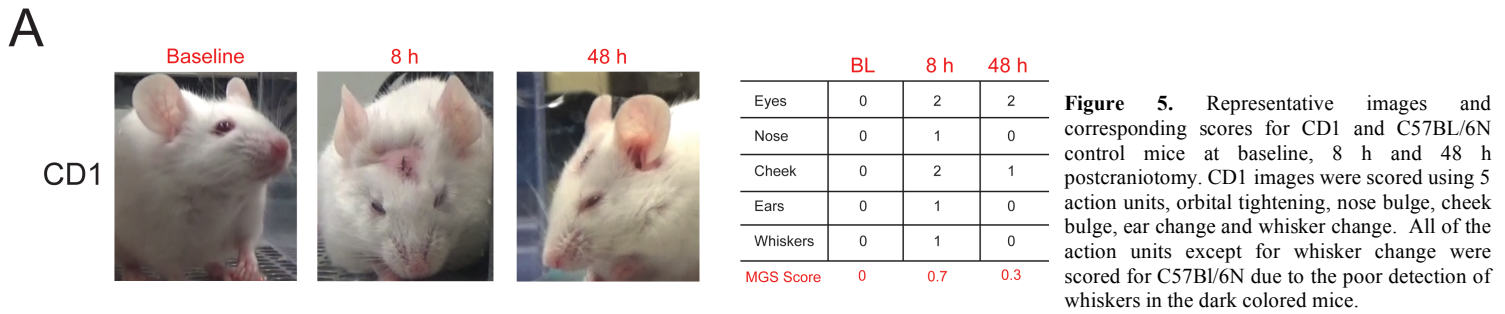 A
Baseline 8 h 48 h
CD1
BL 8 h 48 h
Eyes 0 2 2
Nose 0 1 0
Cheek 0 2 1
Ears 0 1 0
Whiskers 0 1 0
MGS Score 0 0.7 0.3
Figure 5. Representative images and
corresponding scores for CD1 and C57BL/6N
control mice at baseline, 8 h and 48 h
postcraniotomy. CD1 images were scored using 5
action units, orbital tightening, nose bulge, cheek
bulge, ear change and whisker change. All of the
action units except for whisker change were
scored for C57Bl/6N due to the poor detection of
whiskers in the dark colored mice.